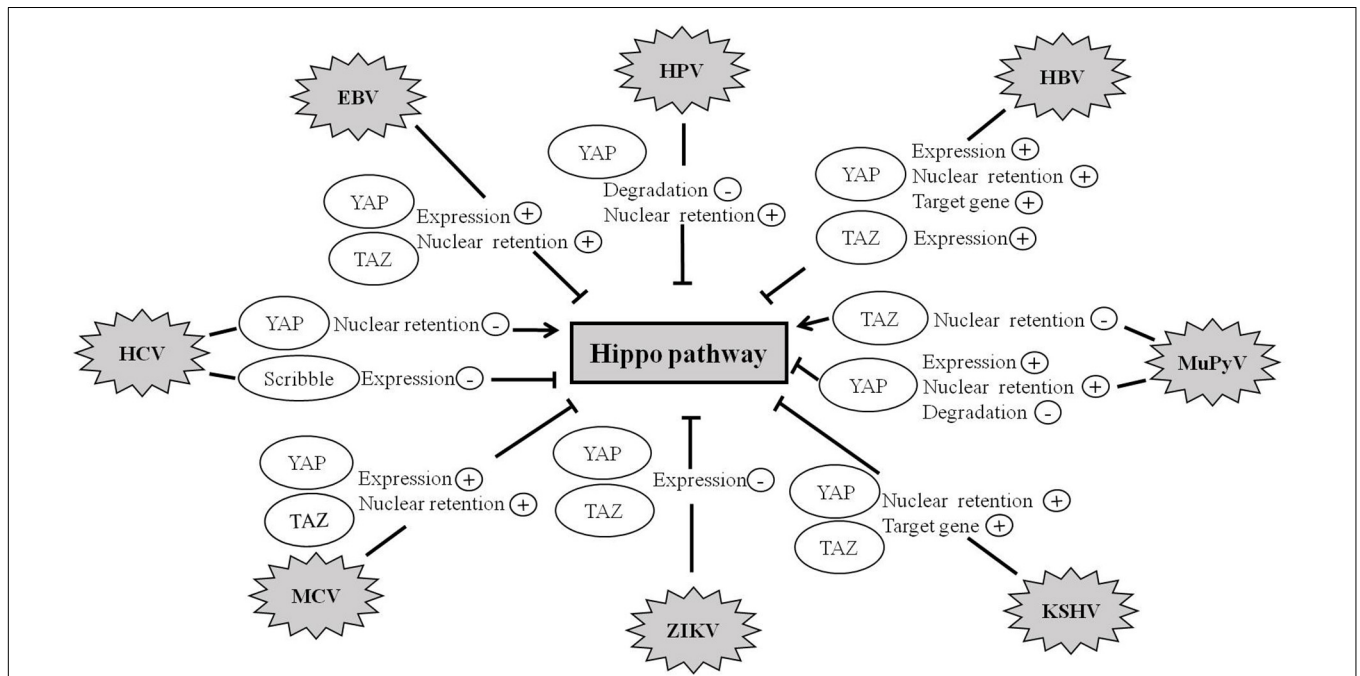 EBV
YAP
TAZ
Expression +
Nuclear retention +
HPV
YAP
Degradation -
Nuclear retention +
HBV
YAP
Expression +
Nuclear retention +
Target gene +
TAZ
Expression +
HCV
YAP
Nuclear retention -
Scribble
Expression -
Hippo pathway
TAZ
Nuclear retention -
MuPyV
YAP
Expression +
Nuclear retention +
Degradation -
YAP
TAZ
Expression +
Nuclear retention +
MCV
YAP
TAZ
Expression -
ZIKV
YAP
TAZ
Nuclear retention +
Target gene +
KSHV